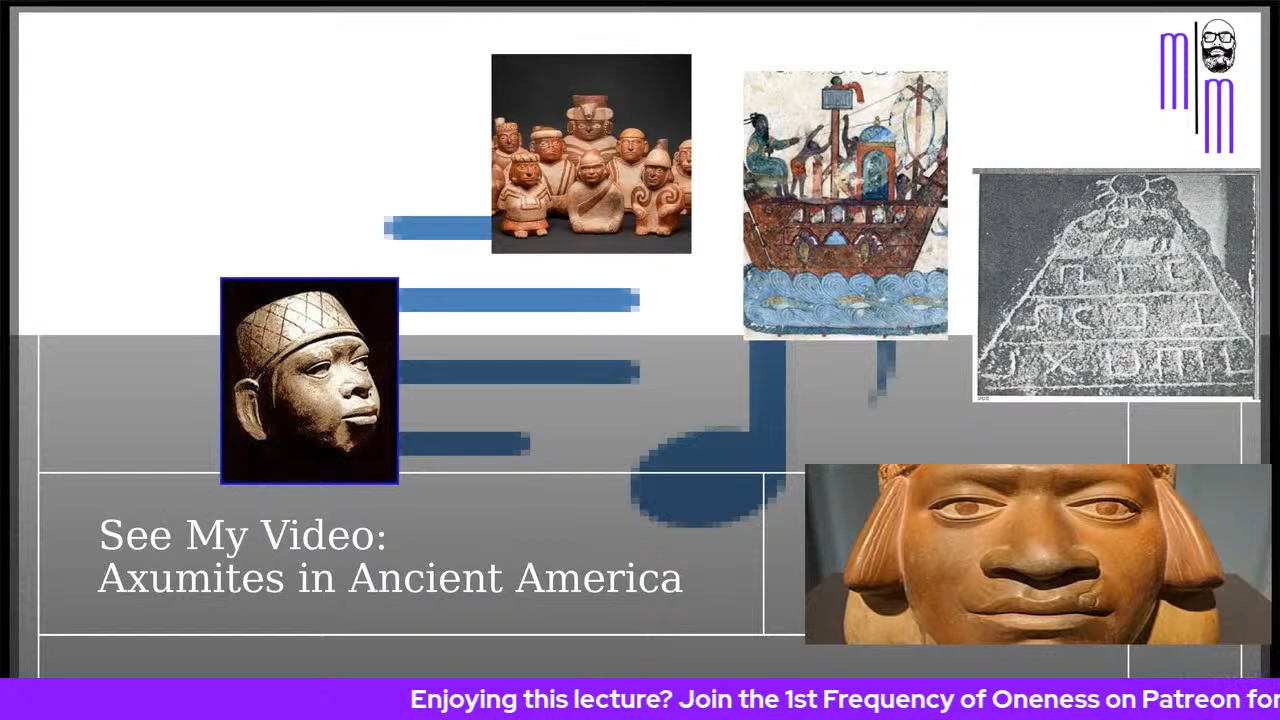 See My Video:
Axumites in Ancient America
Enjoying this lecture? Join the 1st Frequency of Oneness on Patreon for